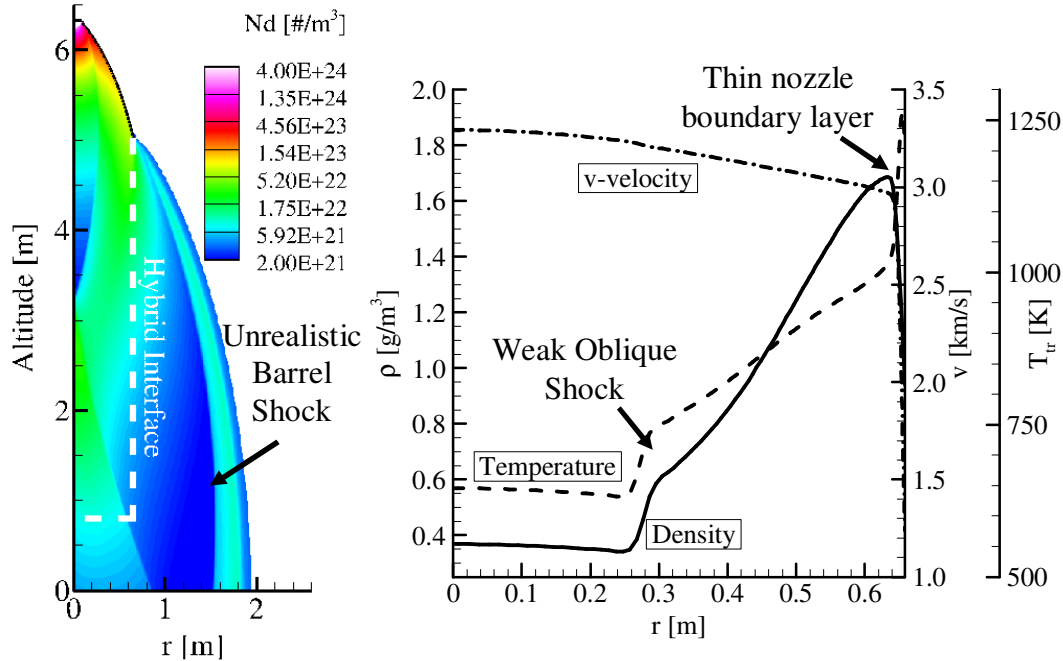 Nd [#/m³]
4.00E+24
1.35E+24
4.56E+23
1.54E+23
5.20E+22
1.75E+22
5.92E+21
2.00E+21
6
4
2
0
Altitude [m]
0
1
2
r [m]
Hybrid Interface
Unrealistic
Barrel
Shock
2.0
1.8
1.6
1.4
1.2
1.0
0.8
0.6
0.4
ρ [g/m³]
0
0.1
0.2
0.3
0.4
0.5
0.6
r [m]
Thin nozzle
boundary layer
v-velocity
Weak Oblique
Shock
Temperature
Density
3.5
3.0
2.5
2.0
1.5
1.0
v [km/s]
1250
1000
750
500
T_tr [K]